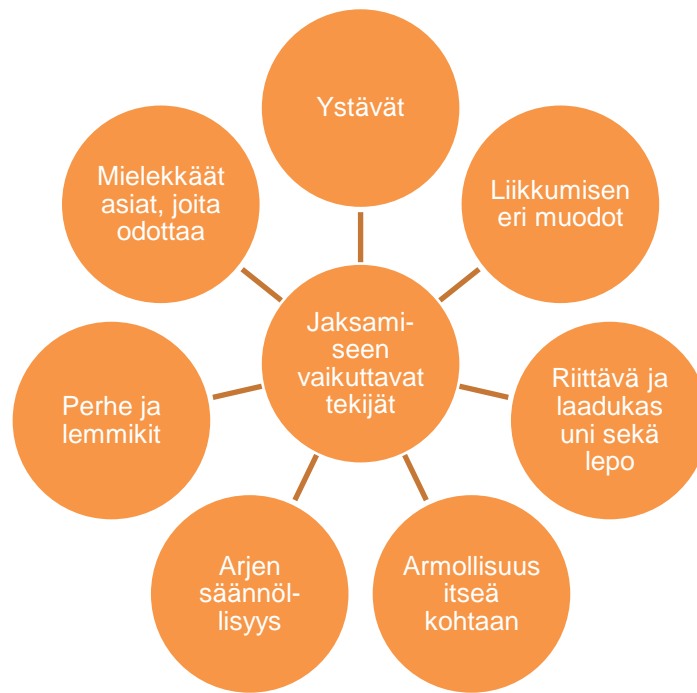 Ystävät
Liikkumisen
eri muodot
Riittävä ja
laadukas
uni sekä
lepo
Armollisuus
itseä
kohtaan
Arjen
säännöl-
lisyys
Perhe ja
lemmikit
Mielekkäät
asiat, joita
odottaa
Jaksami-
seen
vaikuttavat
tekijät